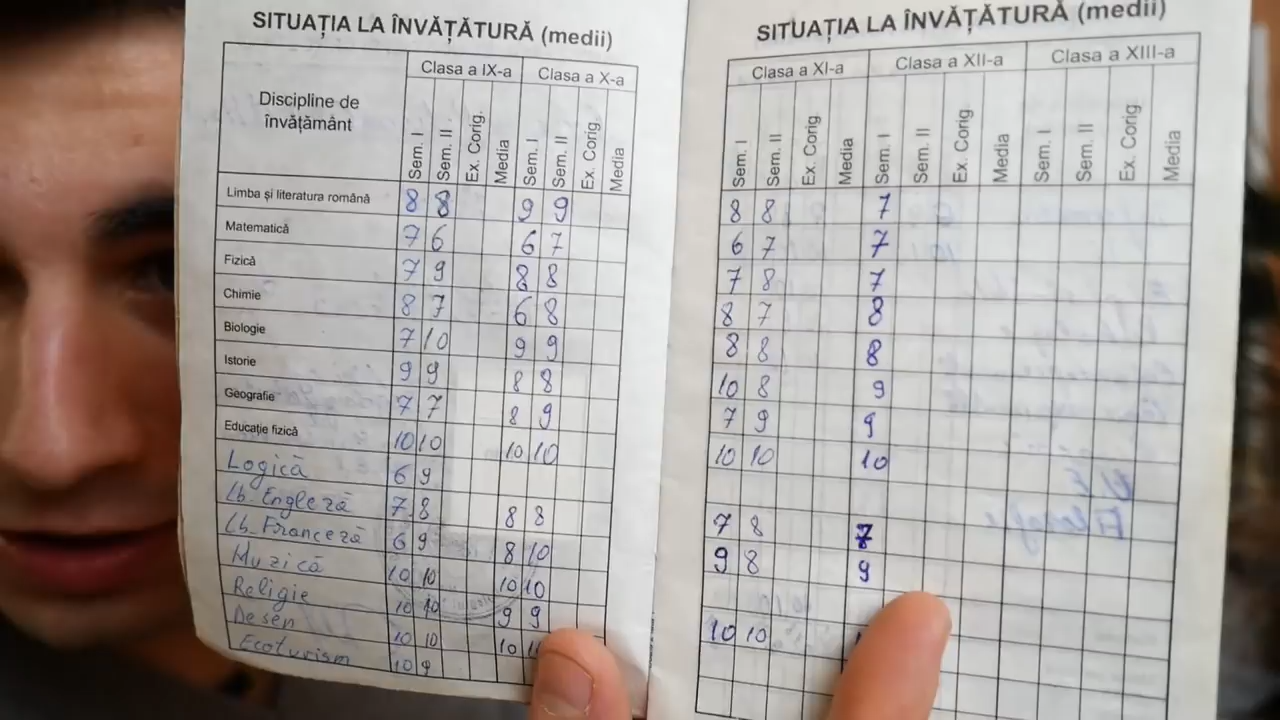 SITUAȚIA LA ÎNVĂȚĂTURĂ (medii)
Discipline de învățământ
Clasa a IX-a Clasa a X-a
Sem. I Sem. II Ex. Corig. Media Sem. I Sem. II Ex. Corig Media
Limba și literatura română 8 8 9 9
Matematică 7 6 6 7
Fizică 7 9 8 8
Chimie 8 7 6 8
Biologie 7 10 9 9
Istorie 9 9 8 8
Geografie 7 7 8 9
Educație fizică 10 10 10 10
Logică 6 9
Lb. Engleză 7 8 8 8
Lb. Franceză 6 9 8 10
Muzică 10 10 10 10
Religie 10 10 9 9
Desen 10 10 10
Ecoturism 10 9
SITUAȚIA LA ÎNVĂȚĂTURĂ (medii)
Clasa a XI-a Clasa a XII-a Clasa a XIII-a
Sem. I Sem. II Ex. Corig Media Sem. I Sem. II Ex. Corig Media Sem. I Sem. II Ex. Corig Media
8 8 7
6 7 7
7 8 7
8 7 8
8 8 8
10 8 9
7 9 9
10 10 10
7 8 7
9 8 9
10 10